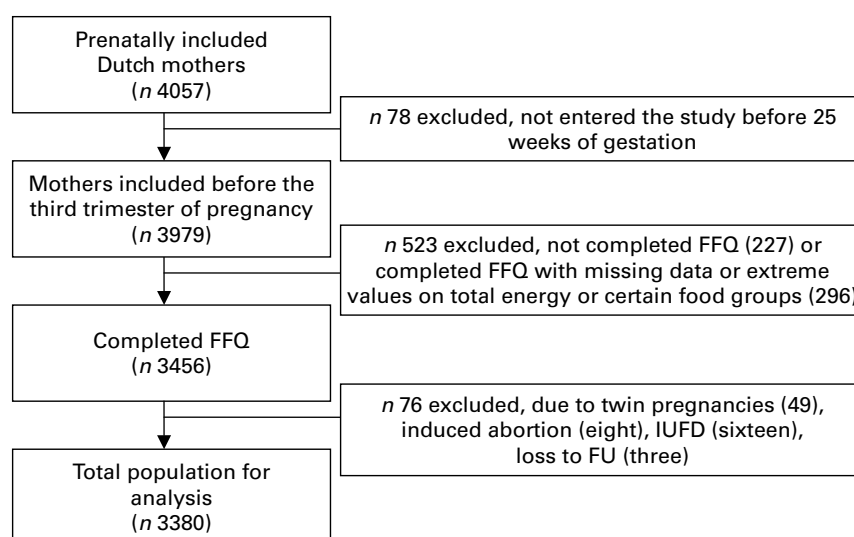 Prenatally included
Dutch mothers
(n 4057)
n 78 excluded, not entered the study before 25
weeks of gestation
Mothers included before the
third trimester of pregnancy
(n 3979)
n 523 excluded, not completed FFQ (227) or
completed FFQ with missing data or extreme
values on total energy or certain food groups (296)
Completed FFQ
(n 3456)
n 76 excluded, due to twin pregnancies (49),
induced abortion (eight), IUFD (sixteen),
loss to FU (three)
Total population for
analysis
(n 3380)